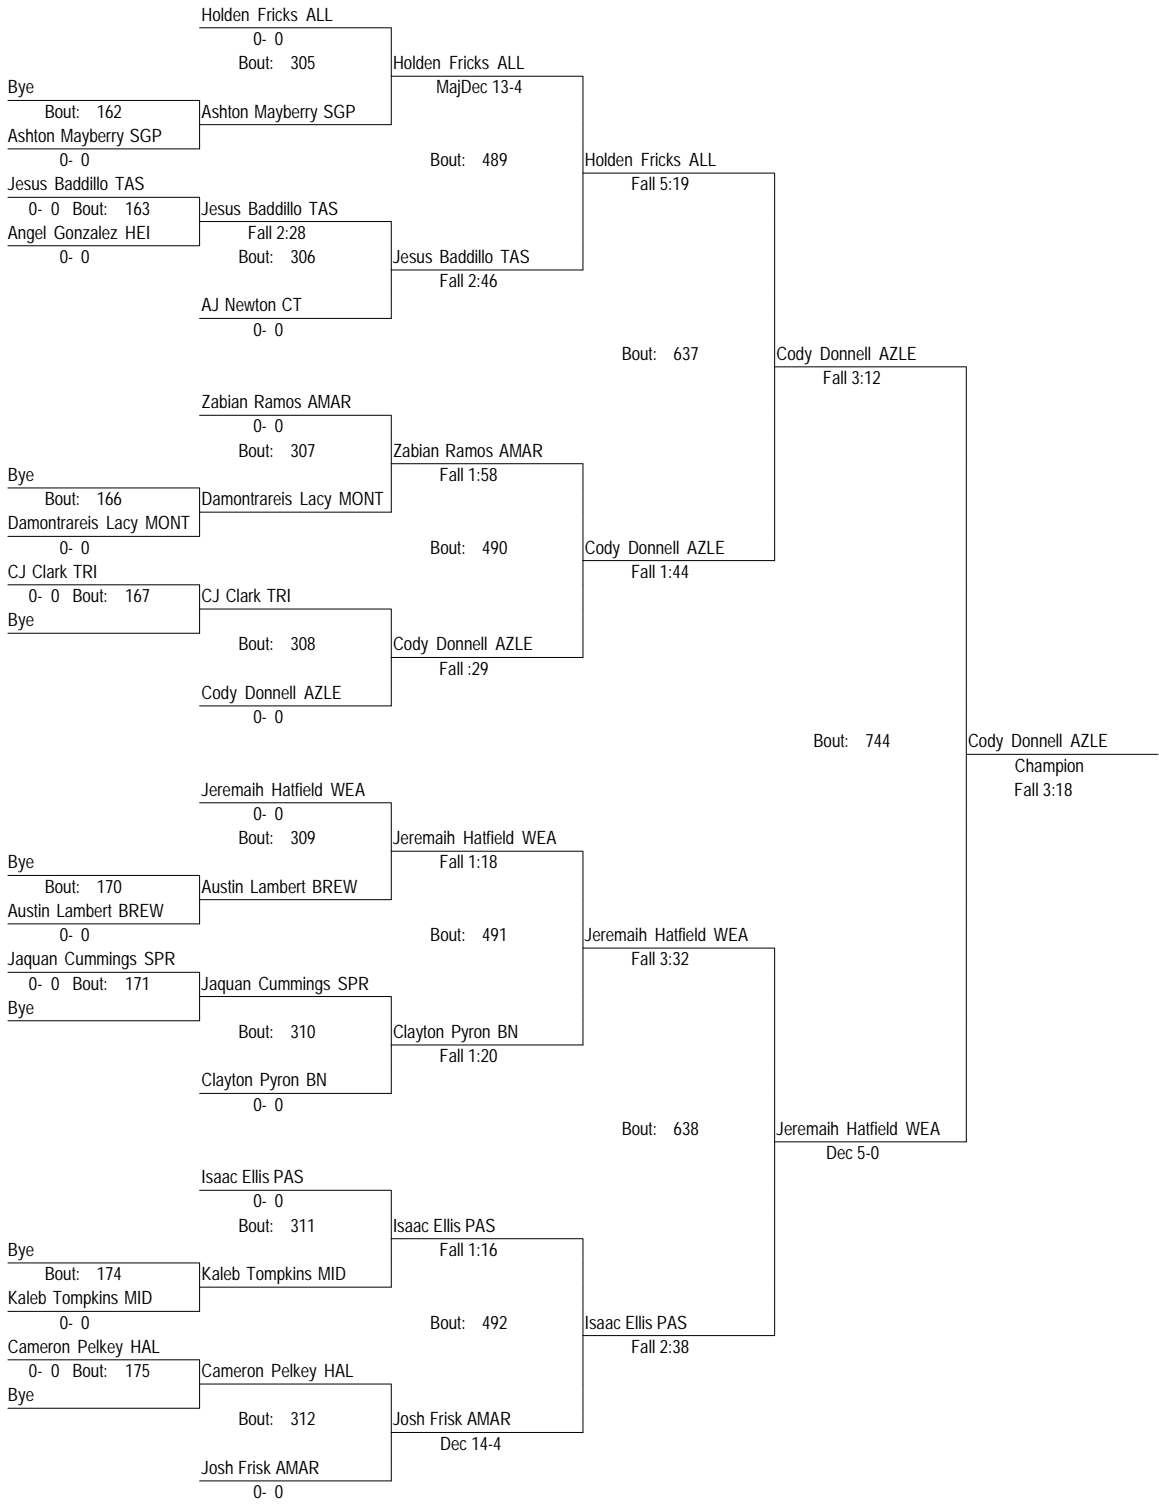 Holden Fricks ALL
0- 0
Bout: 305
Holden Fricks ALL
Bye
MajDec 13-4
Bout: 162
Ashton Mayberry SGP
Ashton Mayberry SGP
0- 0
Bout: 489
Holden Fricks ALL
Jesus Baddillo TAS
Fall 5:19
0- 0 Bout: 163
Jesus Baddillo TAS
Angel Gonzalez HEI
Fall 2:28
0- 0
Bout: 306
Jesus Baddillo TAS
Fall 2:46
AJ Newton CT
0- 0
Bout: 637
Cody Donnell AZLE
Fall 3:12
Zabian Ramos AMAR
0- 0
Bout: 307
Zabian Ramos AMAR
Bye
Fall 1:58
Bout: 166
Damontrareis Lacy MONT
Damontrareis Lacy MONT
0- 0
Bout: 490
Cody Donnell AZLE
CJ Clark TRI
Fall 1:44
0- 0 Bout: 167
CJ Clark TRI
Bye
Bout: 308
Cody Donnell AZLE
Fall :29
Cody Donnell AZLE
0- 0
Bout: 744
Cody Donnell AZLE
Champion
Fall 3:18
Jeremaih Hatfield WEA
0- 0
Bout: 309
Jeremaih Hatfield WEA
Bye
Fall 1:18
Bout: 170
Austin Lambert BREW
Austin Lambert BREW
0- 0
Bout: 491
Jeremaih Hatfield WEA
Jaquan Cummings SPR
Fall 3:32
0- 0 Bout: 171
Jaquan Cummings SPR
Bye
Bout: 310
Clayton Pyron BN
Fall 1:20
Clayton Pyron BN
0- 0
Bout: 638
Jeremaih Hatfield WEA
Dec 5-0
Isaac Ellis PAS
0- 0
Bout: 311
Isaac Ellis PAS
Bye
Fall 1:16
Bout: 174
Kaleb Tompkins MID
Kaleb Tompkins MID
0- 0
Bout: 492
Isaac Ellis PAS
Cameron Pelkey HAL
Fall 2:38
0- 0 Bout: 175
Cameron Pelkey HAL
Bye
Bout: 312
Josh Frisk AMAR
Dec 14-4
Josh Frisk AMAR
0- 0